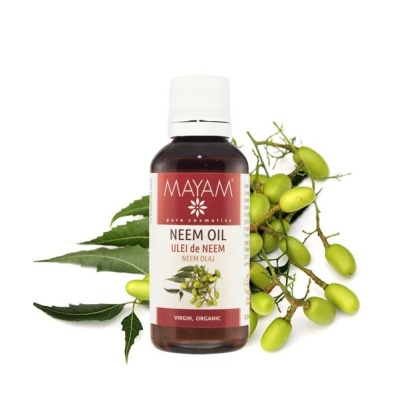 MAYAM®
pure cosmetics
NEEM OIL
ULEI de NEEM
NEEM OLAJ
VIRGIN, ORGANIC